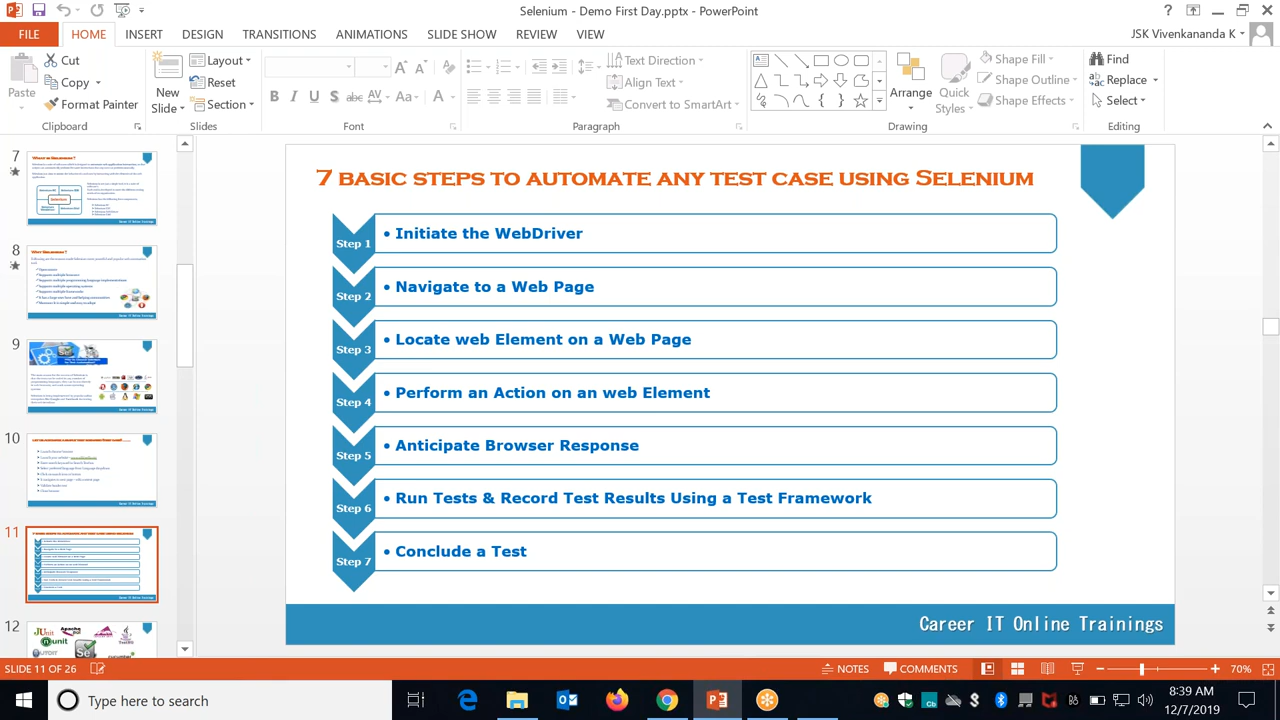 Selenium - Demo First Day.pptx - PowerPoint
FILE HOME INSERT DESIGN TRANSITIONS ANIMATIONS SLIDE SHOW REVIEW VIEW
JSK Vivenkananda K
Paste
Cut
Copy
Format Painter
Clipboard
New Slide
Layout
Reset
Section
Slides
Font
Text Direction
Align Text
Convert to SmartArt
Paragraph
Arrange
Quick Styles
Shape Fill
Shape Outline
Shape Effects
Drawing
Find
Replace
Select
Editing
7
8
9
10
11
12
7 BASIC STEPS TO AUTOMATE ANY TEST CASE USING SELENIUM
Step 1 • Initiate the WebDriver
Step 2 • Navigate to a Web Page
Step 3 • Locate web Element on a Web Page
Step 4 • Perform an Action on an web Element
Step 5 • Anticipate Browser Response
Step 6 • Run Tests & Record Test Results Using a Test Framework
Step 7 • Conclude a Test
Career IT Online Trainings
SLIDE 11 OF 26
NOTES COMMENTS 70%
Type here to search
8:39 AM
12/7/2019